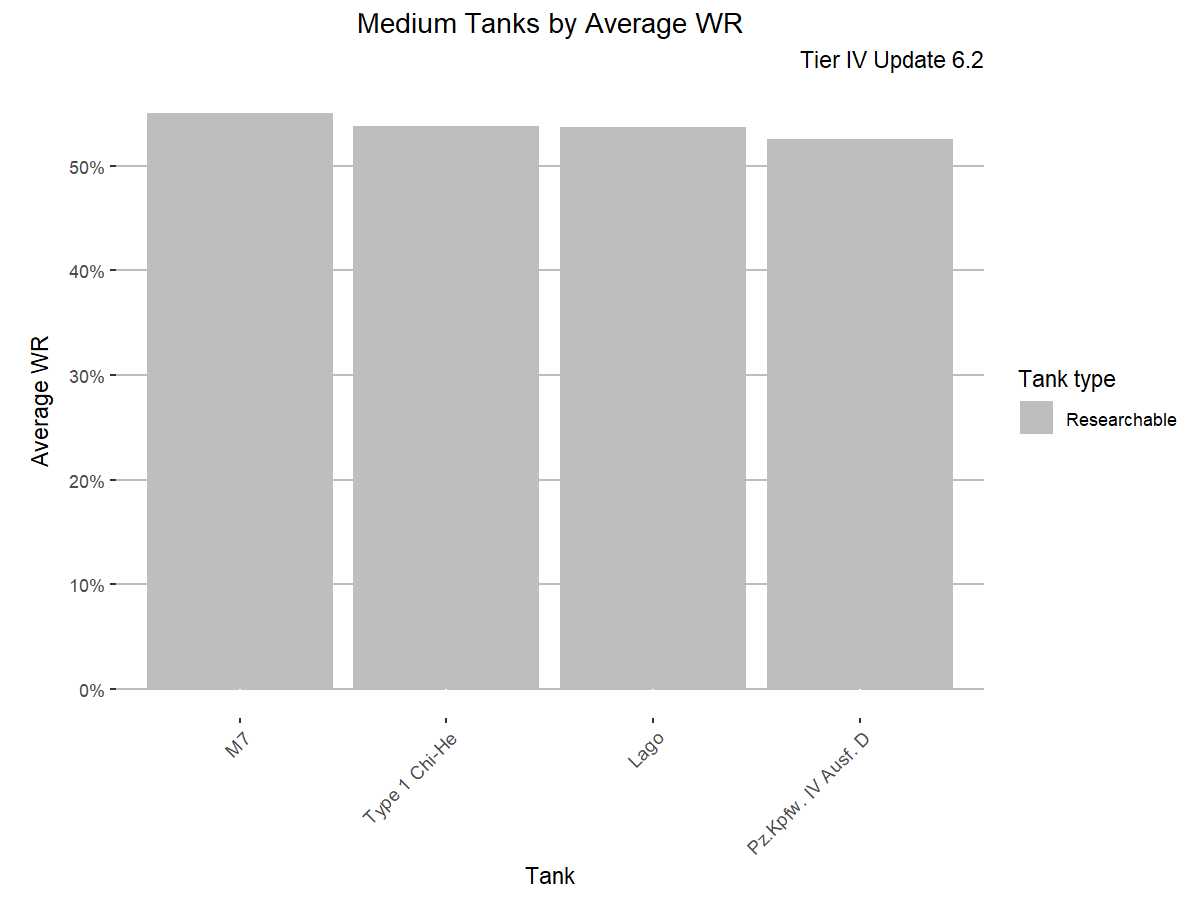 Medium Tanks by Average WR
Tier IV Update 6.2
Average WR
50%
40%
30%
20%
10%
0%
M7
Type 1 Chi-He
Lago
Pz.Kpfw. IV Ausf. D
Tank
Tank type
Researchable